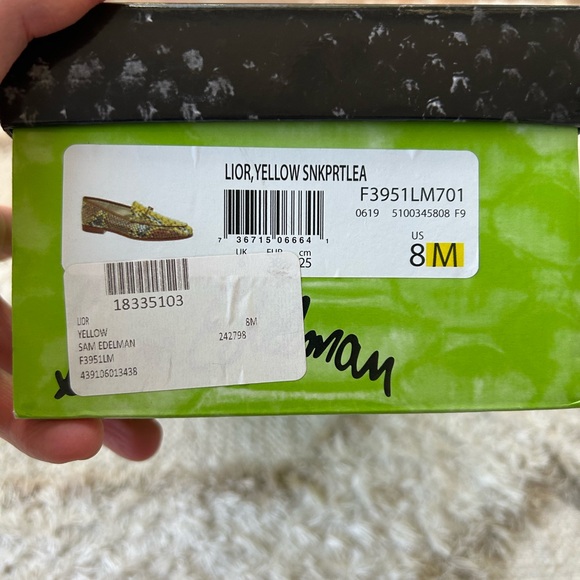 LIOR,YELLOW SNKPRTLEA
F3951LM701
0619 5100345808 F9
7 36715 06664 1
UK EUR cm
25
US
8 M
18335103
LIOR
8M
YELLOW
242798
SAM EDELMAN
F3951LM
439106013438
lman